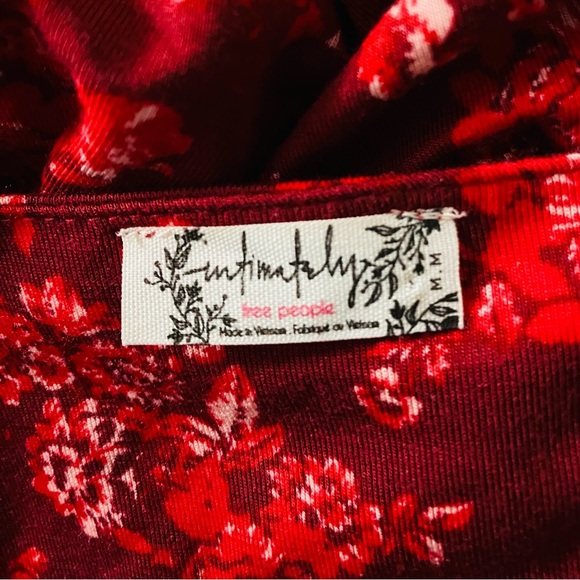 intimately
free people
Made in Vietnam . Fabriqué au Vietnam
M.M